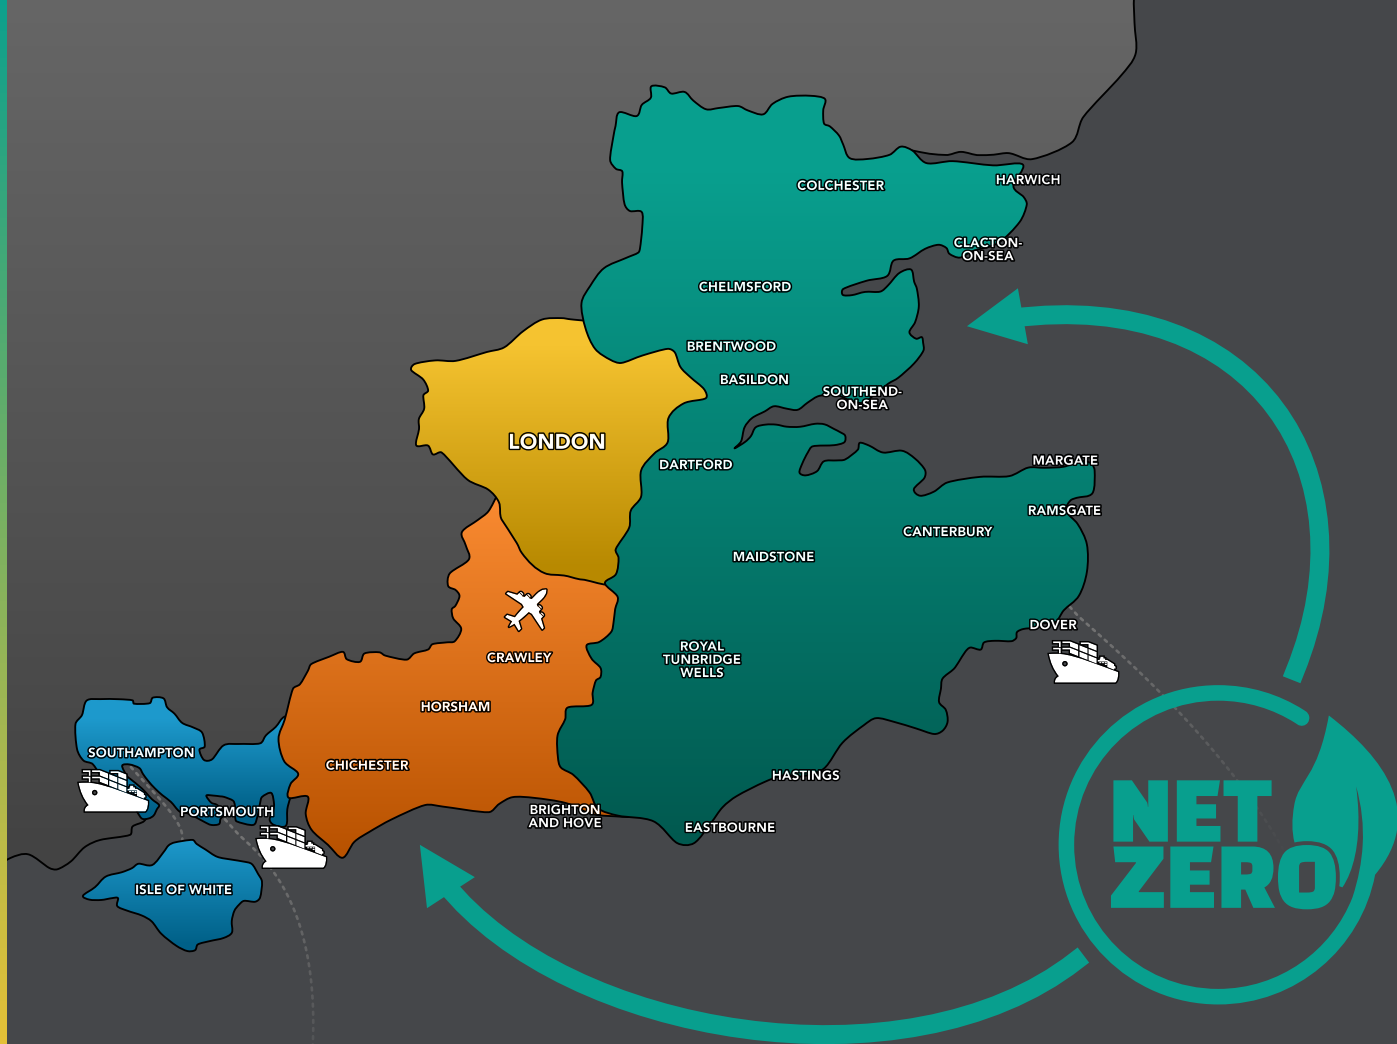 COLCHESTER
HARWICH
CLACTON-
ON-SEA
CHELMSFORD
BRENTWOOD
BASILDON
SOUTHEND-
ON-SEA
LONDON
DARTFORD
MARGATE
RAMSGATE
CANTERBURY
MAIDSTONE
DOVER
ROYAL
TUNBRIDGE
WELLS
CRAWLEY
HORSHAM
SOUTHAMPTON
CHICHESTER
HASTINGS
PORTSMOUTH
BRIGHTON
AND HOVE
EASTBOURNE
ISLE OF WHITE
NET
ZERO